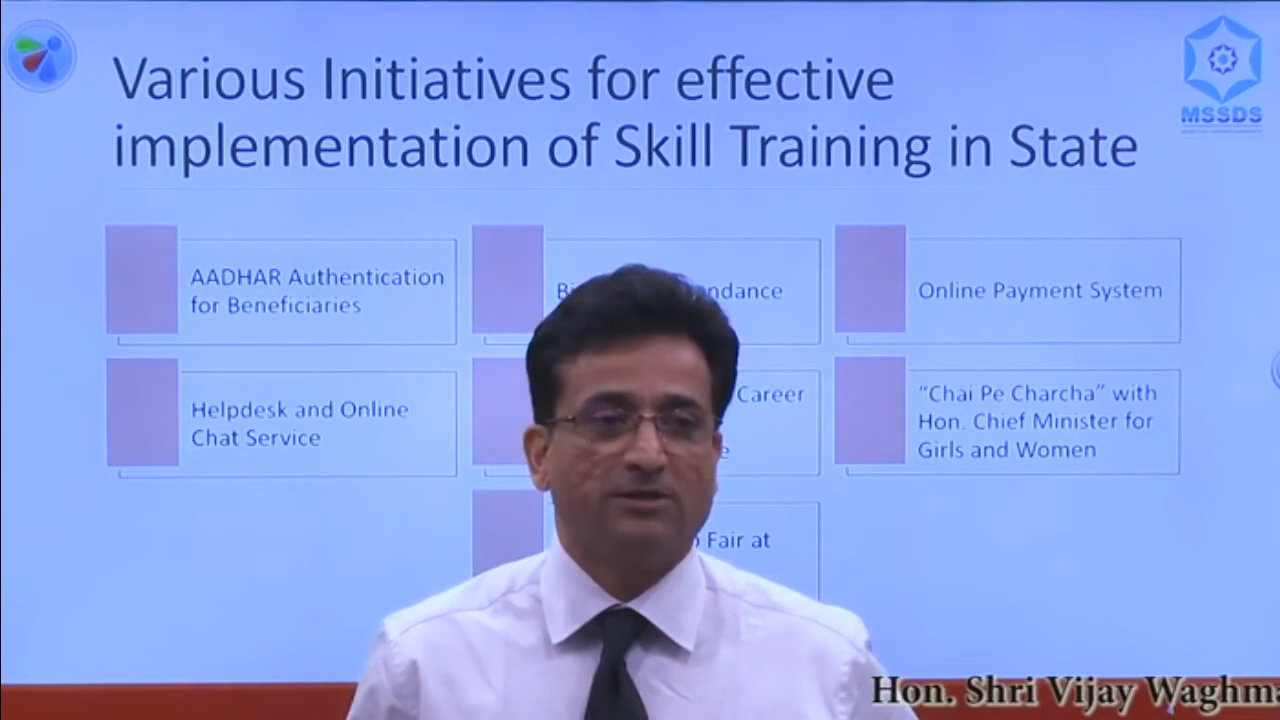 Various Initiatives for effective
implementation of Skill Training in State
MSSDS
AADHAR Authentication
for Beneficiaries
Online Payment System
Helpdesk and Online
Chat Service
Career
"Chai Pe Charcha" with
Hon. Chief Minister for
Girls and Women
Fair at
Hon. Shri Vijay